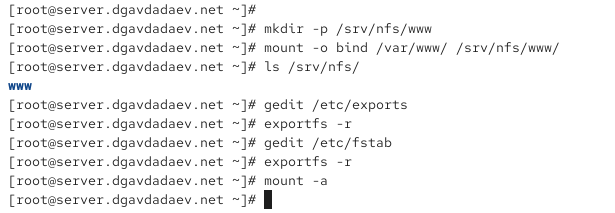 [root@server.dgavdadaev.net ~]#
[root@server.dgavdadaev.net ~]# mkdir -p /srv/nfs/www
[root@server.dgavdadaev.net ~]# mount -o bind /var/www/ /srv/nfs/www/
[root@server.dgavdadaev.net ~]# ls /srv/nfs/
www
[root@server.dgavdadaev.net ~]# gedit /etc/exports
[root@server.dgavdadaev.net ~]# exportfs -r
[root@server.dgavdadaev.net ~]# gedit /etc/fstab
[root@server.dgavdadaev.net ~]# exportfs -r
[root@server.dgavdadaev.net ~]# mount -a
[root@server.dgavdadaev.net ~]#